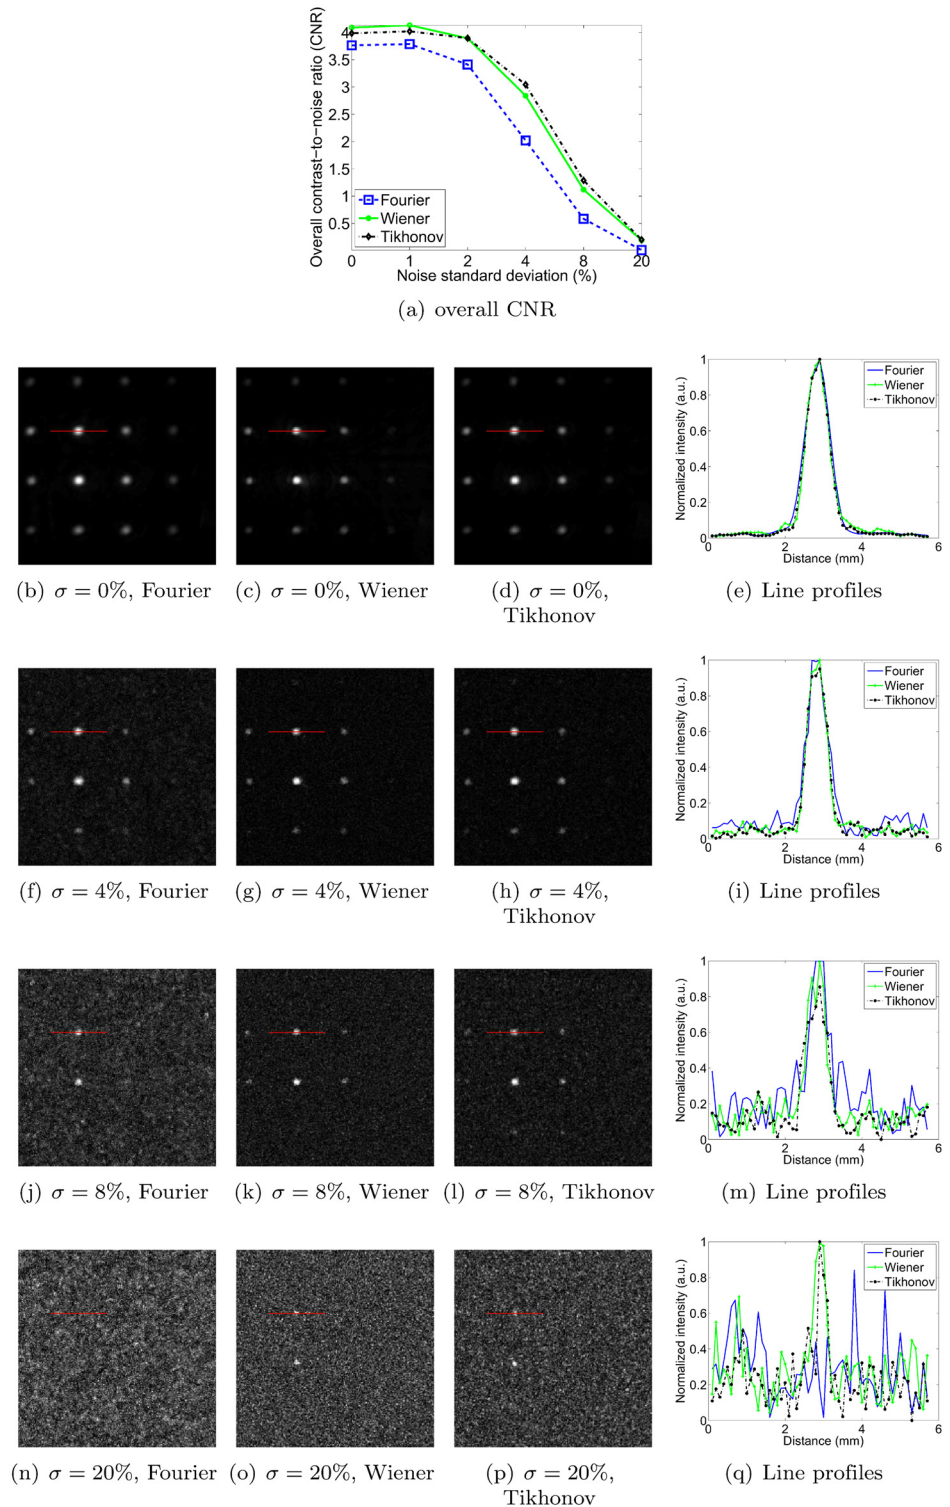 Overall contrast-to-noise ratio (CNR)
4
3.5
3
2.5
2
1.5
1
0.5
Fourier
Wiener
Tikhonov
0 1 2 4 8 20
Noise standard deviation (%)
(a) overall CNR
Normalized intensity (a.u.)
1
0.8
0.6
0.4
0.2
0
Fourier
Wiener
Tikhonov
0 2 4 6
Distance (mm)
(b) σ = 0%, Fourier
(c) σ = 0%, Wiener
(d) σ = 0%,
Tikhonov
(e) Line profiles
Normalized intensity (a.u.)
1
0.8
0.6
0.4
0.2
0
Fourier
Wiener
Tikhonov
0 2 4 6
Distance (mm)
(f) σ = 4%, Fourier
(g) σ = 4%, Wiener
(h) σ = 4%,
Tikhonov
(i) Line profiles
Normalized intensity (a.u.)
1
0.8
0.6
0.4
0.2
0
Fourier
Wiener
Tikhonov
0 2 4 6
Distance (mm)
(j) σ = 8%, Fourier
(k) σ = 8%, Wiener
(l) σ = 8%, Tikhonov
(m) Line profiles
Normalized intensity (a.u.)
1
0.8
0.6
0.4
0.2
0
Fourier
Wiener
Tikhonov
0 2 4 6
Distance (mm)
(n) σ = 20%, Fourier
(o) σ = 20%, Wiener
(p) σ = 20%,
Tikhonov
(q) Line profiles